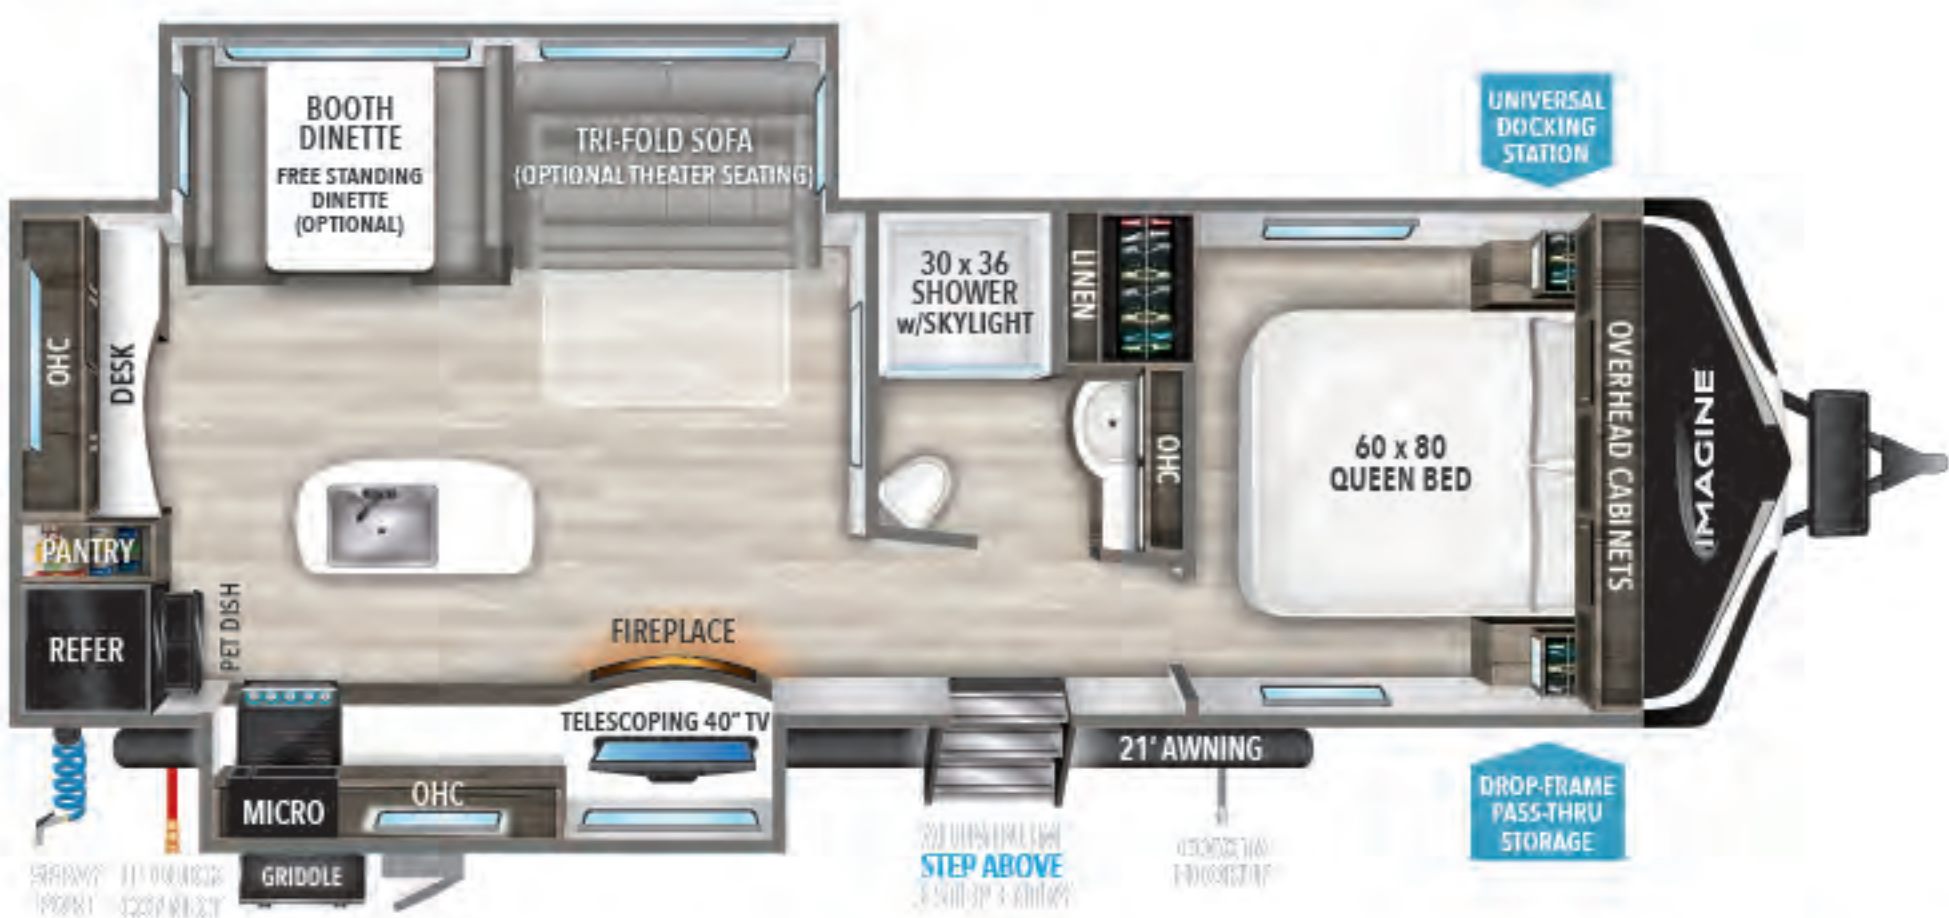 BOOTH
DINETTE
FREE STANDING
DINETTE
(OPTIONAL)
TRI-FOLD SOFA
(OPTIONAL THEATER SEATING)
UNIVERSAL
DOCKING
STATION
OHC
DESK
30 x 36
SHOWER
w/SKYLIGHT
LINEN
OHC
60 x 80
QUEEN BED
OVERHEAD CABINETS
IMAGINE
PANTRY
REFER
PET DISH
FIREPLACE
TELESCOPING 40" TV
MICRO
OHC
21' AWNING
GRIDDLE
STEP ABOVE
DROP-FRAME
PASS-THRU
STORAGE